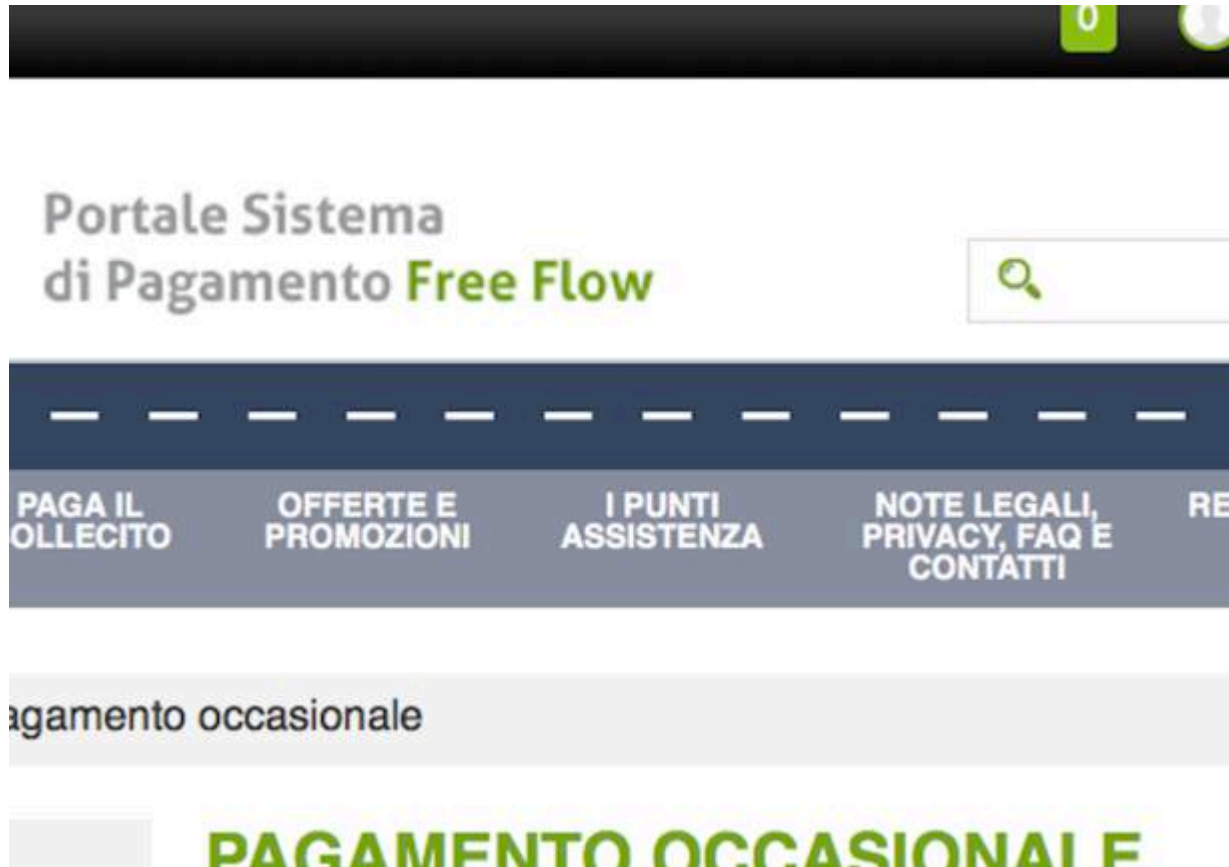 0
Portale Sistema
di Pagamento Free Flow
PAGA IL
OLLECITO
OFFERTE E
PROMOZIONI
I PUNTI
ASSISTENZA
NOTE LEGALI,
PRIVACY, FAQ E
CONTATTI
RE
agamento occasionale
PAGAMENTO OCCASIONALE